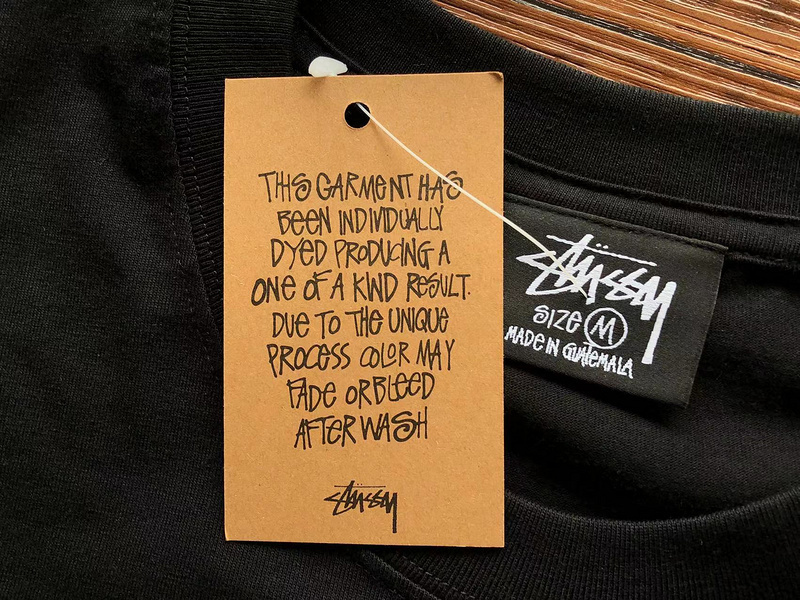 THIS GARMENT HAS
BEEN INDIVIDUALLY
DYED PRODUCING A
ONE OF A KIND RESULT.
DUE TO THE UNIQUE
PROCESS COLOR MAY
FADE OR BLEED
AFTER WASH
STÜSSY
STÜSSY
SIZE M
MADE IN GUATEMALA